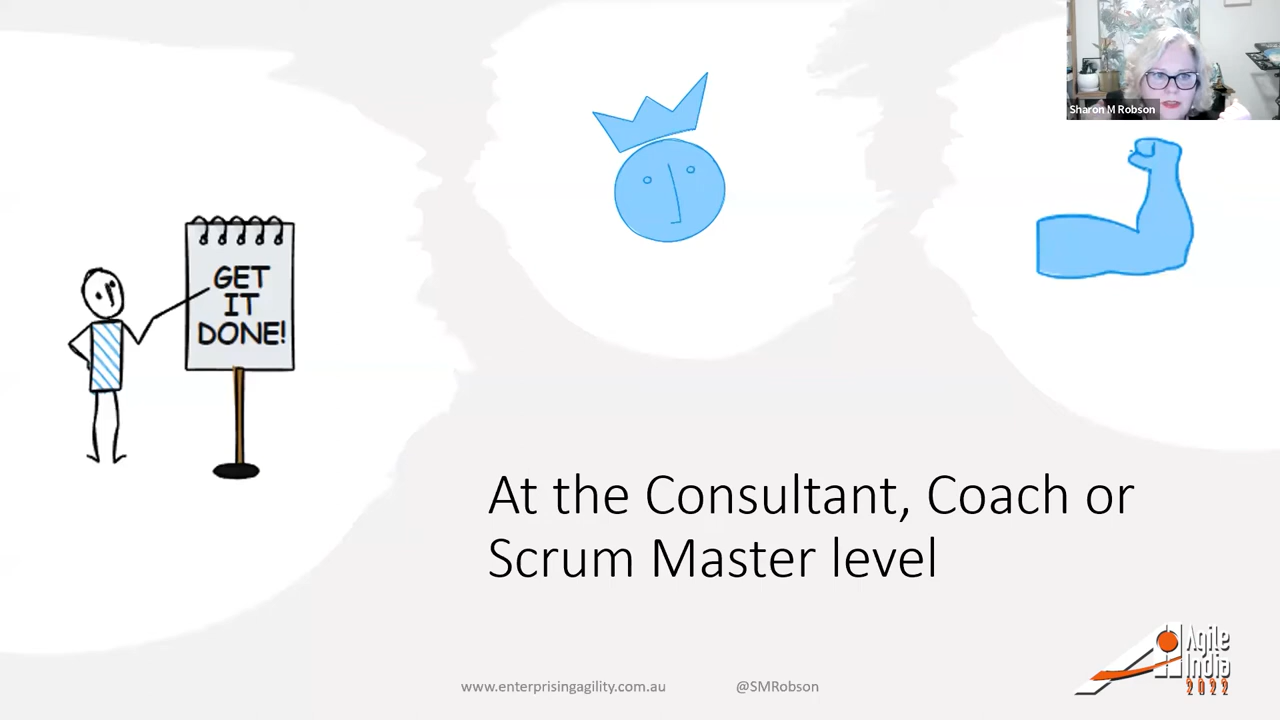 Sharon M Robson
GET
IT
DONE!
At the Consultant, Coach or
Scrum Master level
www.enterprisingagility.com.au
@SMRobson
Agile
India
2022